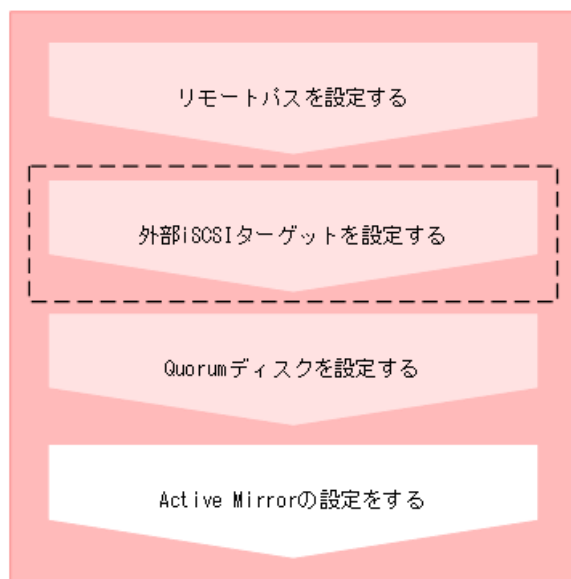 リモートパスを設定する
外部iSCSIターゲットを設定する
Quorumディスクを設定する
Active Mirrorの設定をする